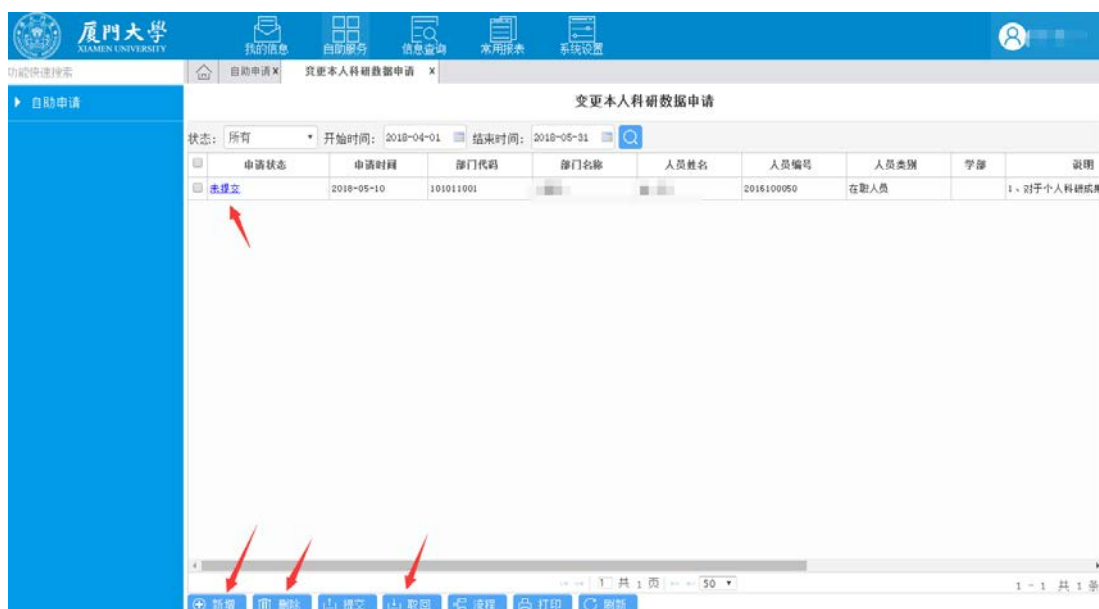 廈門大學
XIAMEN UNIVERSITY
我的信息 自助服务 信息查询 常用报表 系统设置
功能快速搜索
自助申请x 变更本人科研数据申请 x
自助申请
变更本人科研数据申请
状态: 所有 开始时间: 2018-04-01 结束时间: 2018-05-31
申请状态 申请时间 部门代码 部门名称 人员姓名 人员编号 人员类别 学部 说明
未提交 2018-05-10 101011001 2016100050 在职人员 1、对于个人科研成果
1 共 1 页 50
1 - 1 共 1 条
新增 删除 提交 取回 流程 打印 刷新